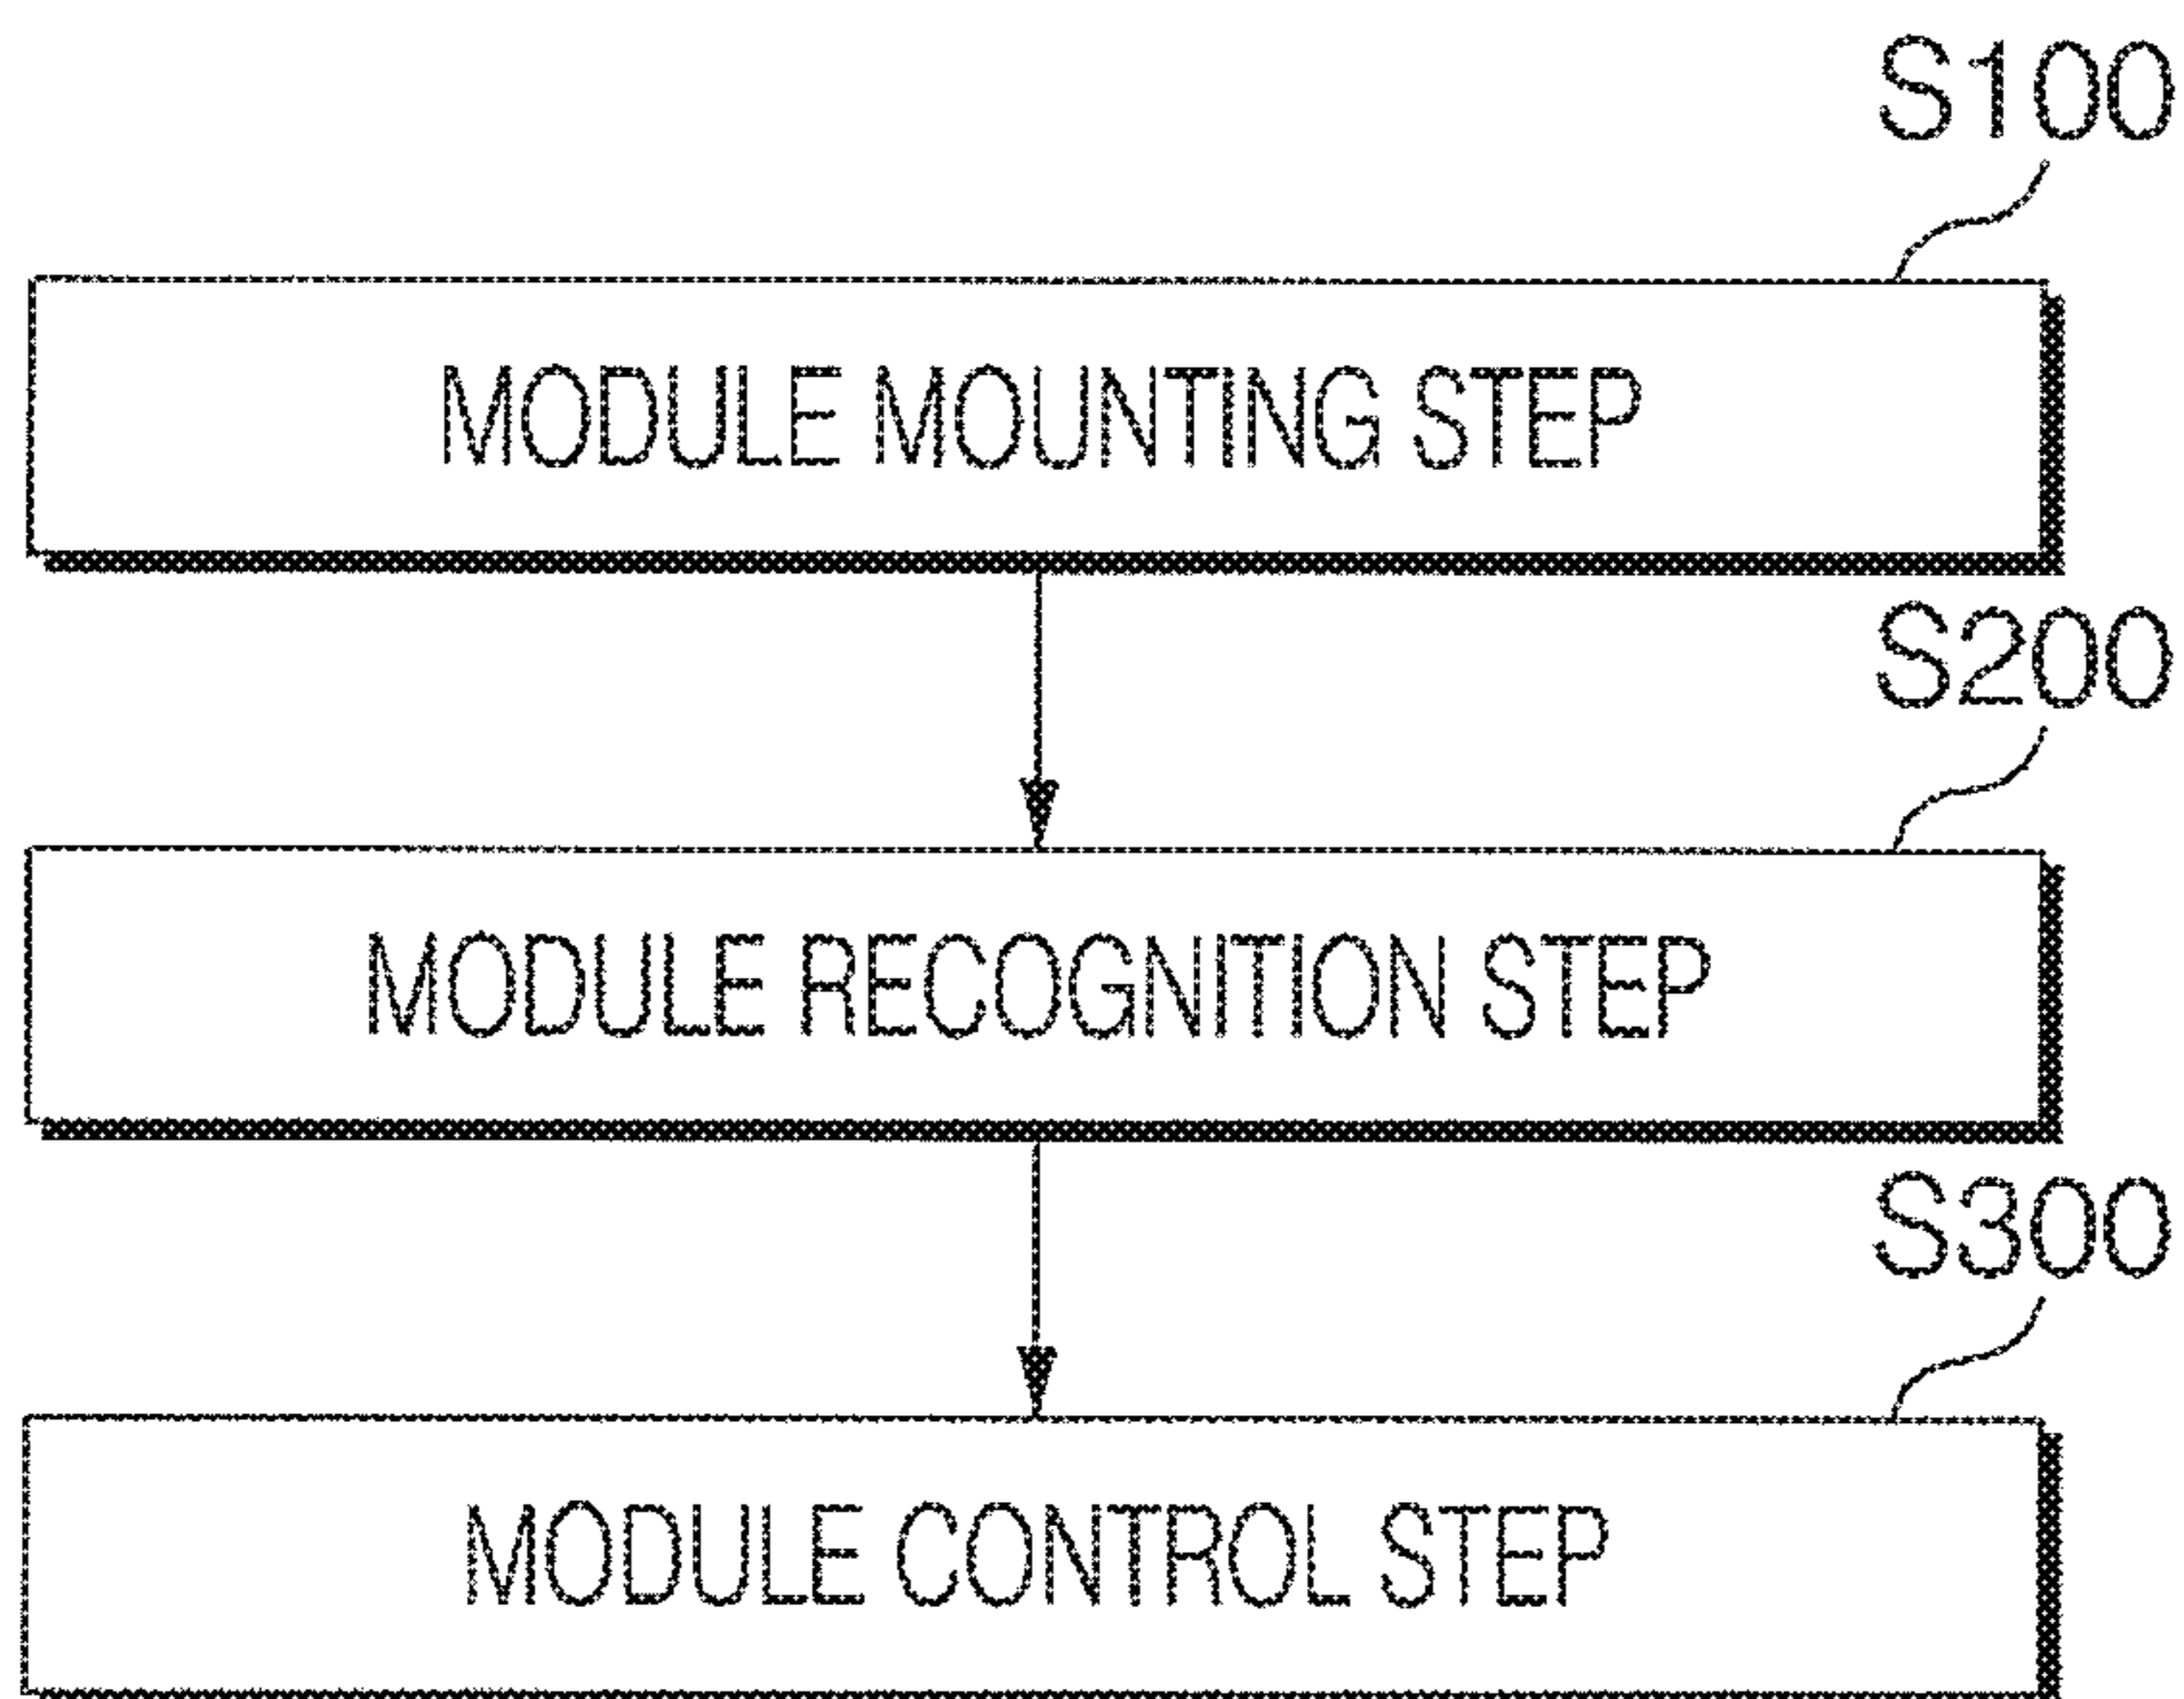 S100
MODULE MOUNTING STEP
S200
MODULE RECOGNITION STEP
S300
MODULE CONTROL STEP